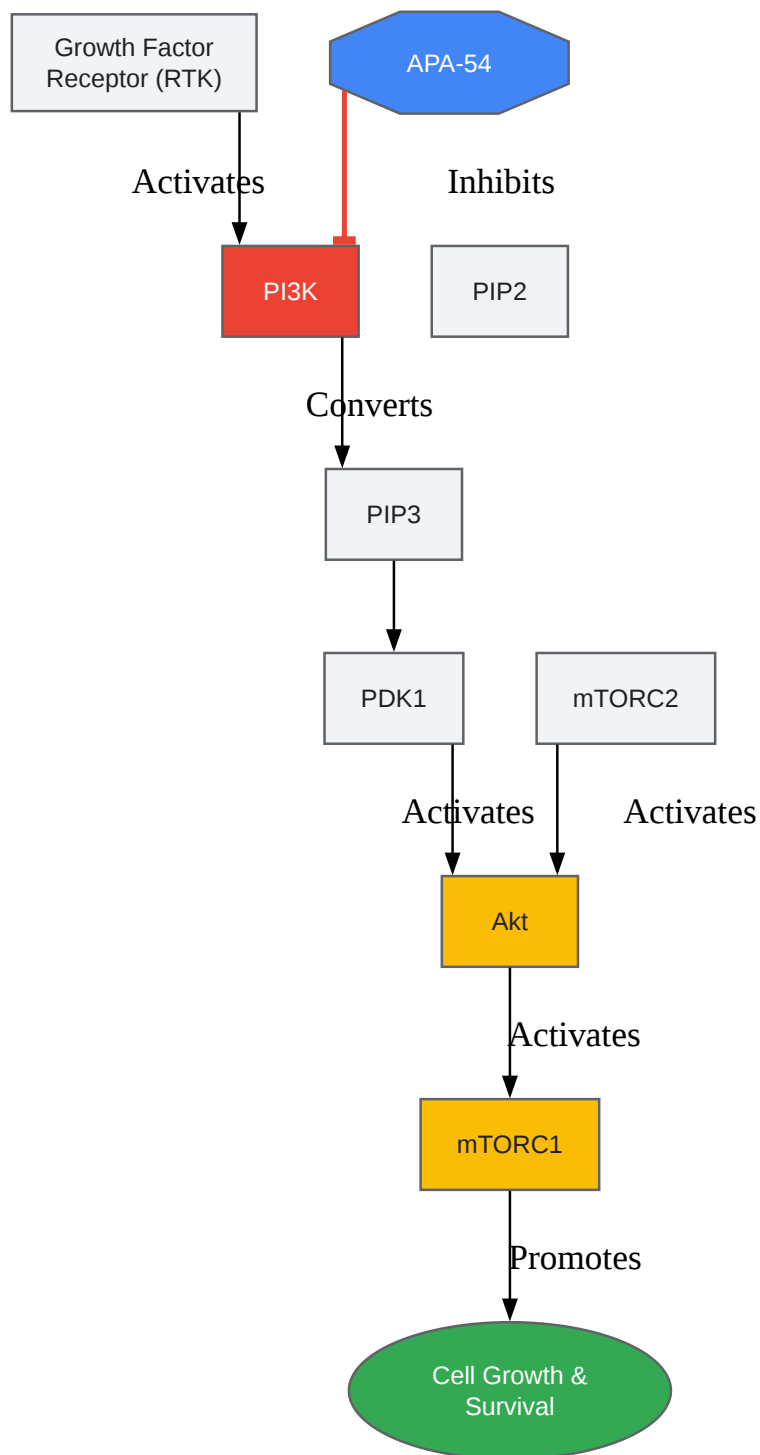 Growth Factor
Receptor (RTK)
APA-54
Activates
Inhibits
PI3K
PIP2
Converts
PIP3
PDK1
mTORC2
Activates
Activates
Akt
Activates
mTORC1
Promotes
Cell Growth &
Survival